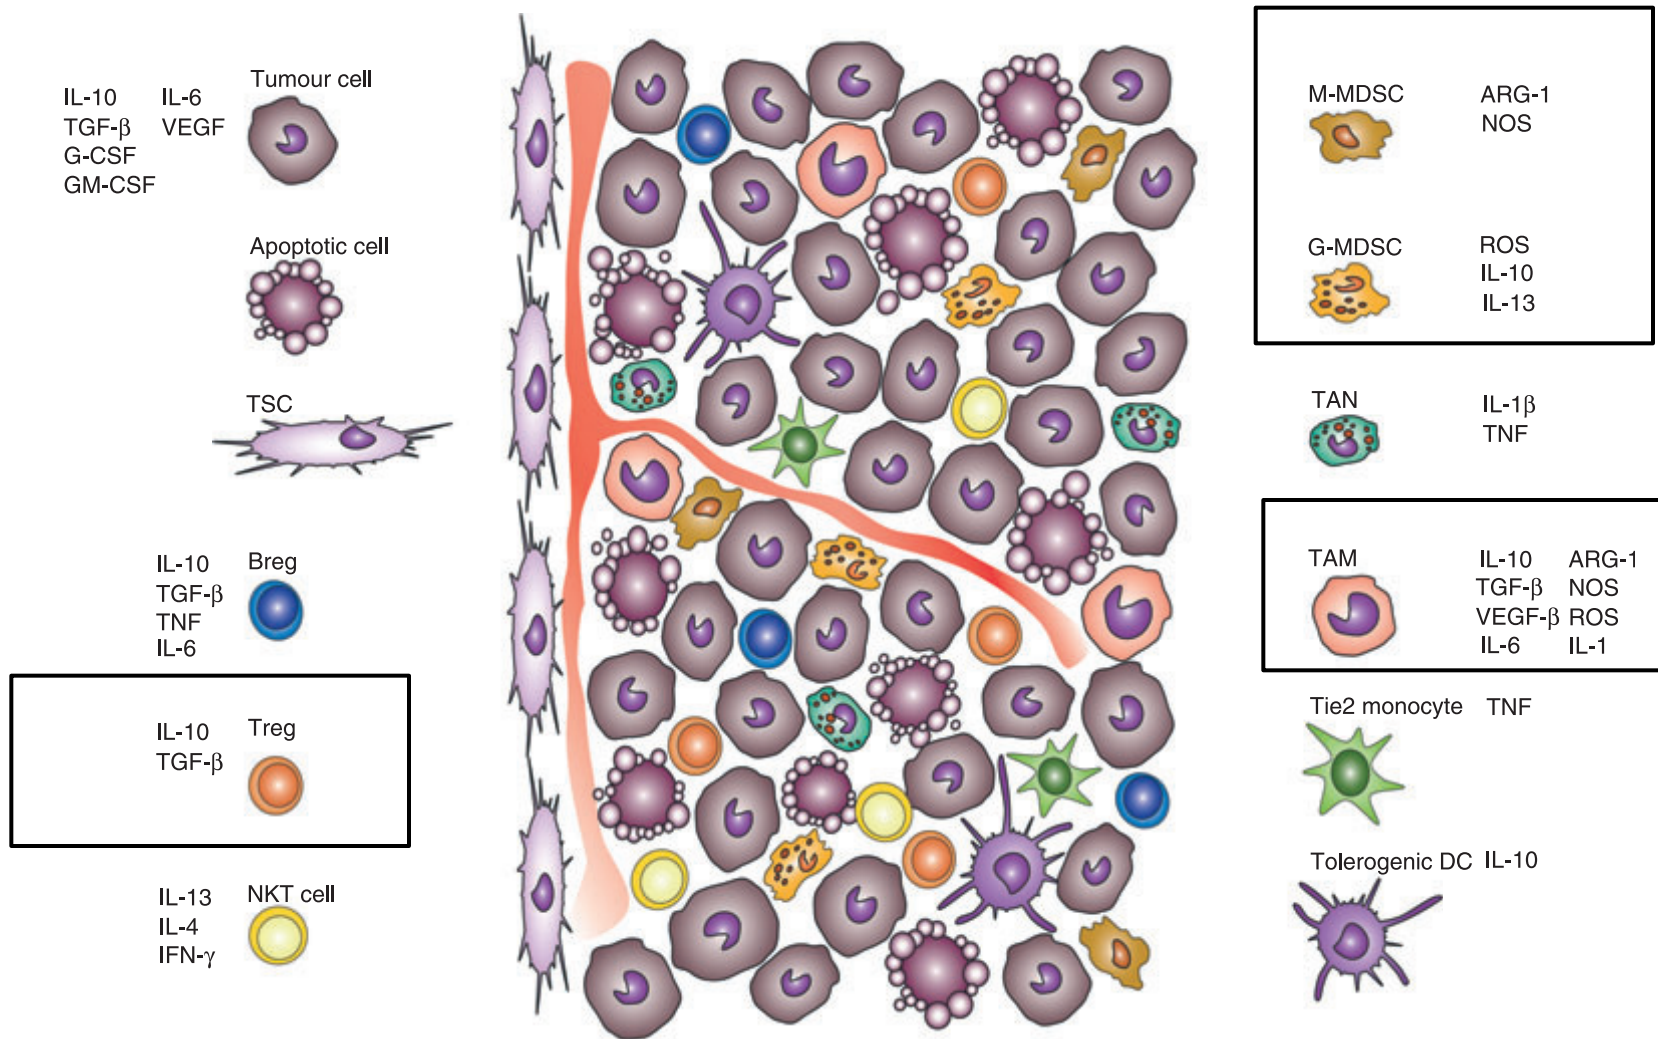 Tumour cell
IL-10 IL-6
TGF-β VEGF
G-CSF
GM-CSF
Apoptotic cell
TSC
IL-10 Breg
TGF-β
TNF
IL-6
IL-10 Treg
TGF-β
IL-13 NKT cell
IL-4
IFN-γ
M-MDSC ARG-1
NOS
G-MDSC ROS
IL-10
IL-13
TAN IL-1β
TNF
TAM IL-10 ARG-1
TGF-β NOS
VEGF-β ROS
IL-6 IL-1
Tie2 monocyte TNF
Tolerogenic DC IL-10